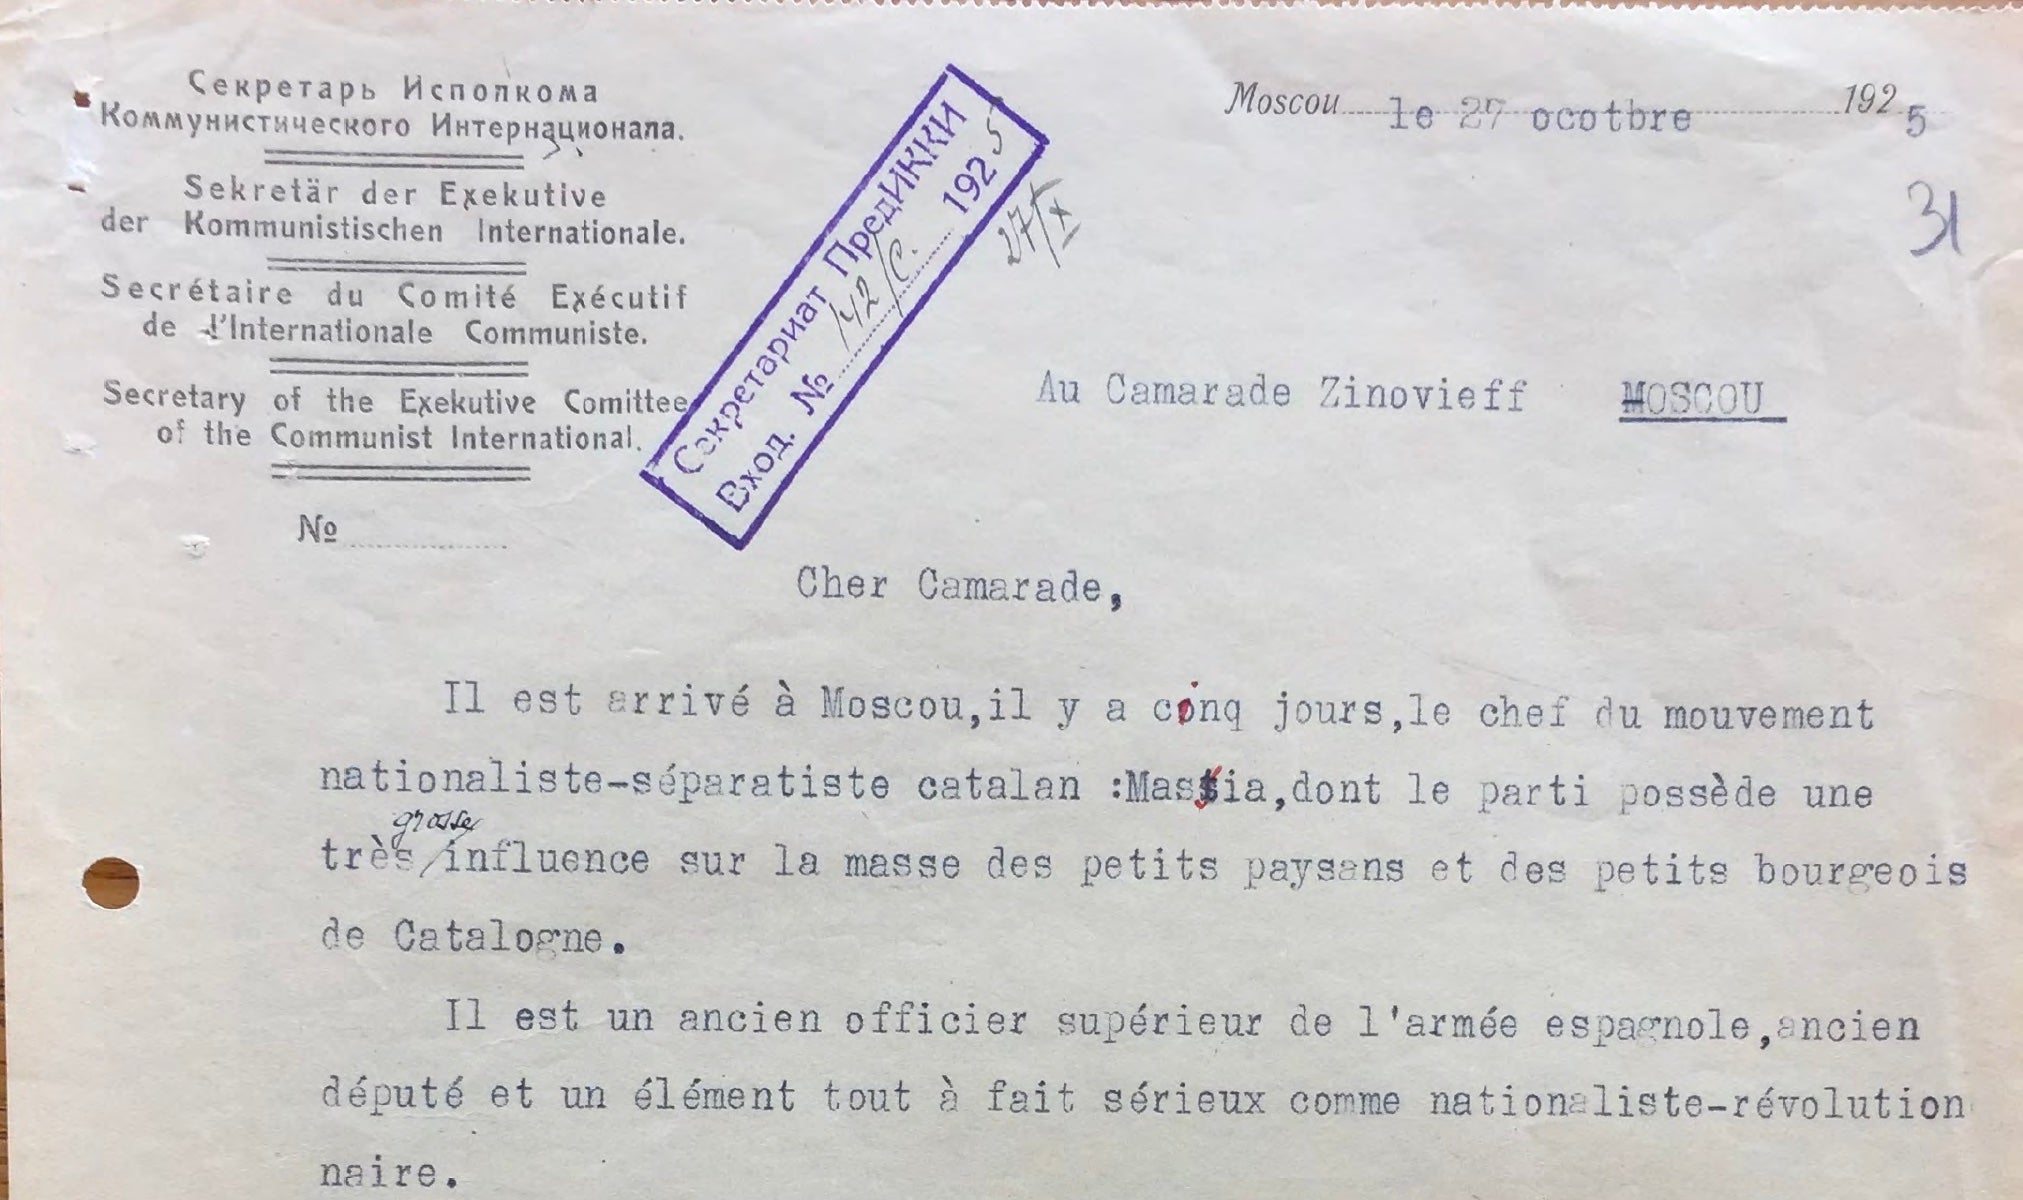 Секретарь Исполкома
Коммунистического Интернационала.
Sekretär der Exekutive
der Kommunistischen Internationale.
Secrétaire du Comité Exécutif
de l'Internationale Communiste.
Secretary of the Exekutive Comittee
of the Communist International.
№
Секретариат ПредИККИ
Вход. № 142/с. 1925
27/X
Moscou le 27 ocotbre 1925
31
Au Camarade Zinovieff MOSCOU
Cher Camarade,
Il est arrivé à Moscou,il y a cinq jours,le chef du mouvement
nationaliste-séparatiste catalan :Massia,dont le parti possède une
grosse
très/influence sur la masse des petits paysans et des petits bourgeois
de Catalogne.
Il est un ancien officier supérieur de l'armée espagnole,ancien
député et un élément tout à fait sérieux comme nationaliste-révolution
naire.